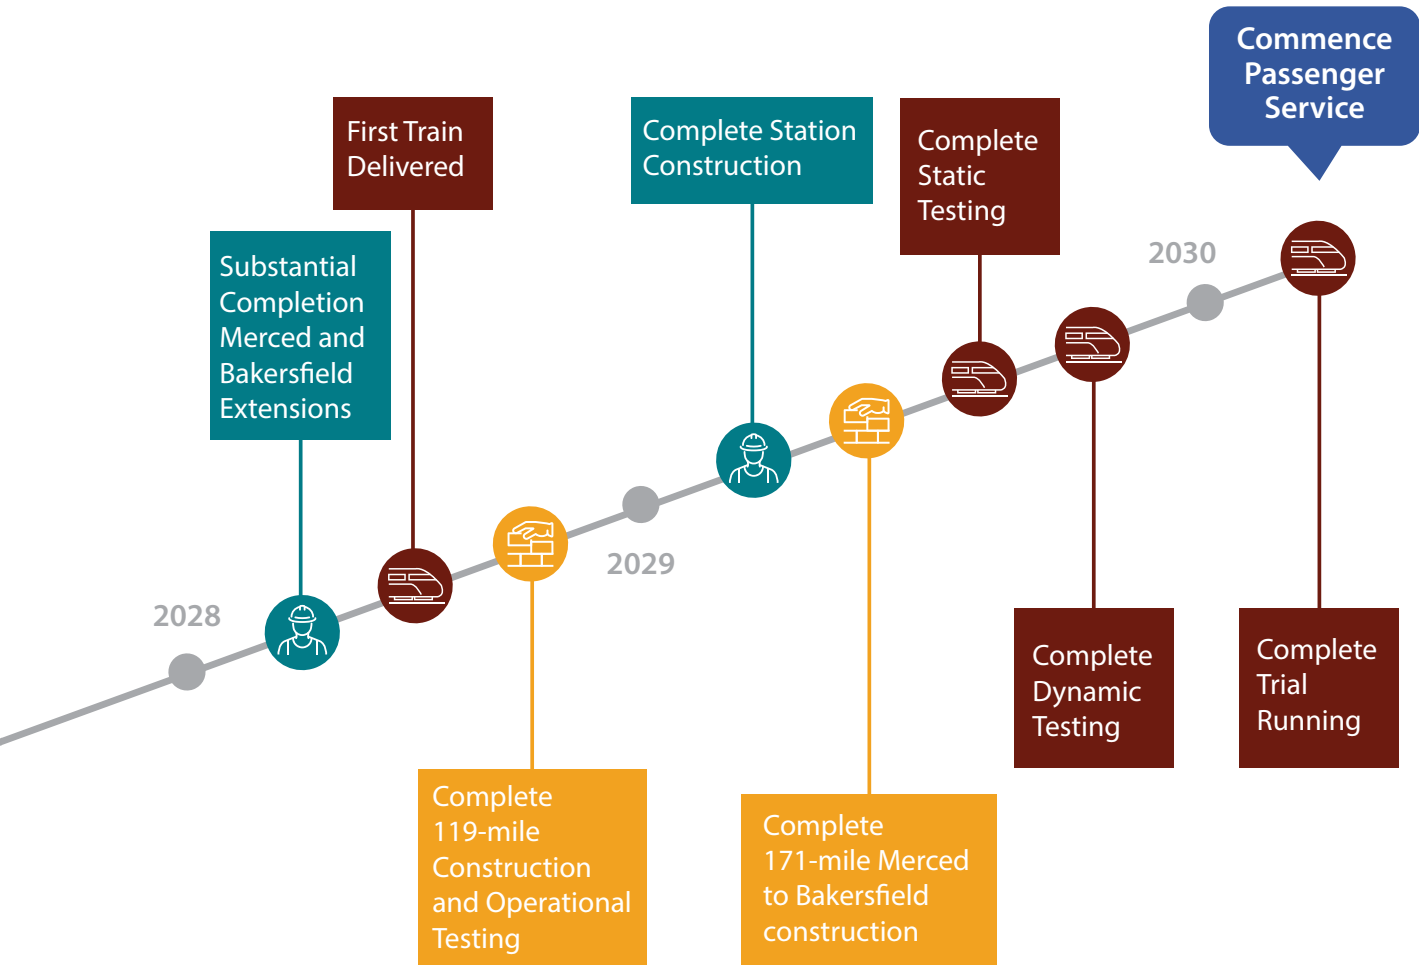 Commence
Passenger
Service
First Train
Delivered
Complete Station
Construction
Complete
Static
Testing
Substantial
Completion
Merced and
Bakersfield
Extensions
2030
2029
2028
Complete
Dynamic
Testing
Complete
Trial
Running
Complete
119-mile
Construction
and Operational
Testing
Complete
171-mile Merced
to Bakersfield
construction